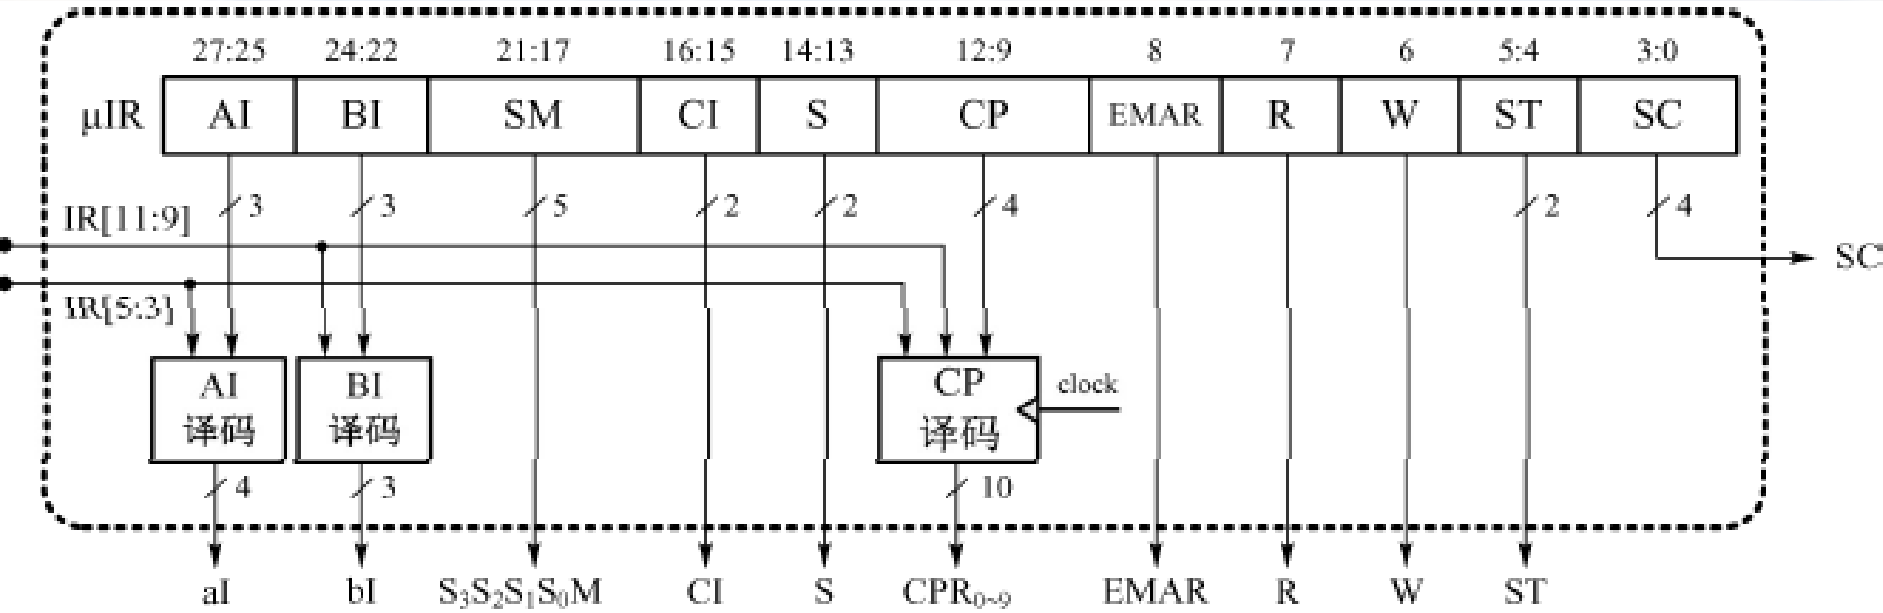 27:25 24:22 21:17 16:15 14:13 12:9 8 7 6 5:4 3:0
μIR AI BI SM CI S CP EMAR R W ST SC
3 3 5 2 2 4 2 4
IR[11:9]
SC
IR[5:3]
AI
译码
BI
译码
CP
译码
clock
4 3 10
aI bI S₃S₂S₁S₀M CI S CPR₀~₉ EMAR R W ST